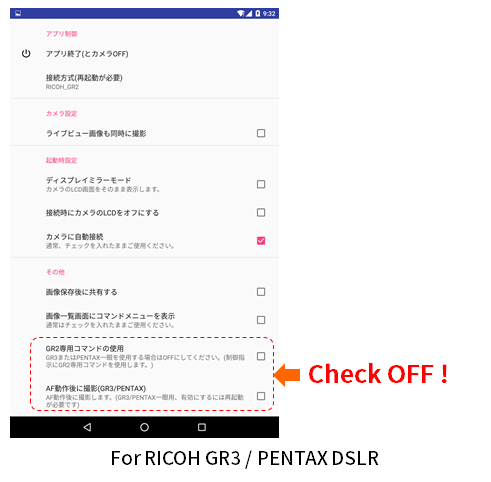 9:32
アプリ制御
アプリ終了(とカメラOFF)
接続方式(再起動が必要)
RICOH_GR2
カメラ設定
ライブビュー画像も同時に撮影
起動時設定
ディスプレイミラーモード
カメラのLCD画面をそのまま表示します。
接続時にカメラのLCDをオフにする
カメラに自動接続
通常、チェックを入れたままご使用ください。
その他
画像保存後に共有する
画像一覧画面にコマンドメニューを表示
通常はチェックを入れたままご使用ください。
GR2専用コマンドの使用
GR3またはPENTAX一眼を使用する場合はOFFにしてください。(制御指
示にGR2専用コマンドを使用します。)
AF動作後に撮影(GR3/PENTAX)
AF動作後に撮影します。(GR3/PENTAX一眼用、有効にするには再起動
が必要です)
Check OFF !
For RICOH GR3 / PENTAX DSLR